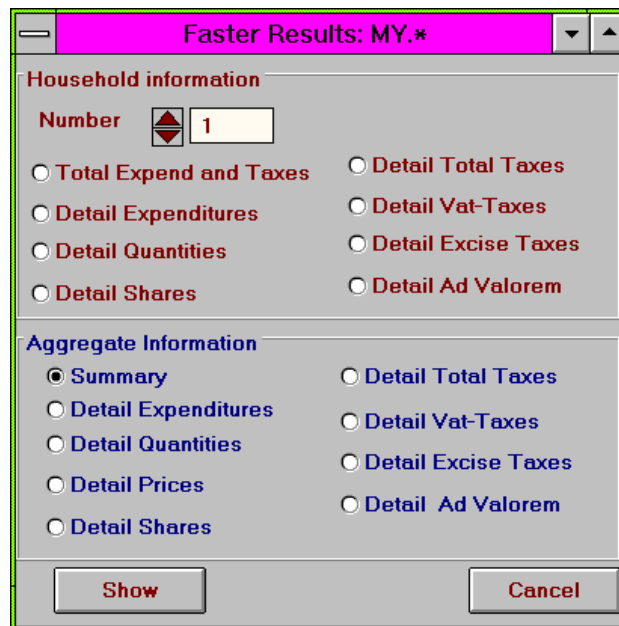 Faster Results: MY.*
Household information
Number 1
Total Expend and Taxes
Detail Expenditures
Detail Quantities
Detail Shares
Detail Total Taxes
Detail Vat-Taxes
Detail Excise Taxes
Detail Ad Valorem
Aggregate Information
Summary
Detail Expenditures
Detail Quantities
Detail Prices
Detail Shares
Detail Total Taxes
Detail Vat-Taxes
Detail Excise Taxes
Detail Ad Valorem
Show
Cancel